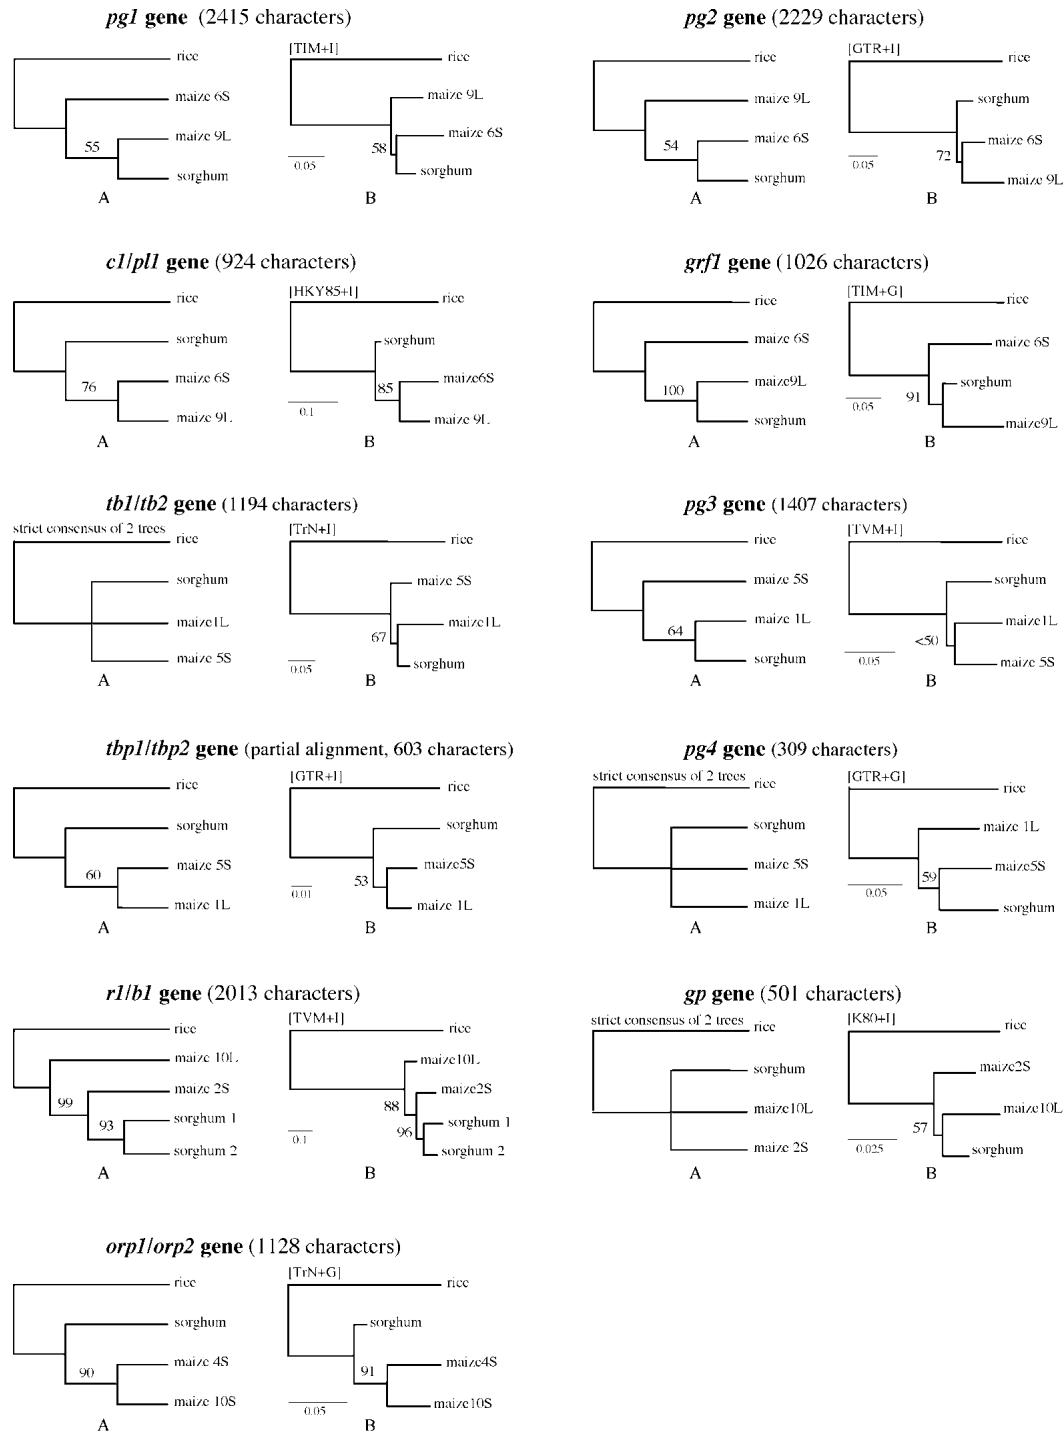 pg1 gene (2415 characters)
rice
maize 6S
maize 9L
sorghum
55
A
[TIM+I]
rice
maize 9L
maize 6S
sorghum
58
0.05
B
pg2 gene (2229 characters)
rice
maize 9L
maize 6S
sorghum
54
A
[GTR+I]
rice
sorghum
maize 6S
maize 9L
72
0.05
B
c1/pl1 gene (924 characters)
rice
sorghum
maize 6S
maize 9L
76
A
[HKY85+I]
rice
sorghum
maize6S
maize 9L
85
0.1
B
grf1 gene (1026 characters)
rice
maize 6S
maize9L
sorghum
100
A
[TIM+G]
rice
maize 6S
sorghum
maize9L
91
0.05
B
tb1/tb2 gene (1194 characters)
strict consensus of 2 trees
rice
sorghum
maize1L
maize 5S
A
[TrN+I]
rice
maize 5S
maize1L
sorghum
67
0.05
B
pg3 gene (1407 characters)
rice
maize 5S
maize 1L
sorghum
64
A
[TVM+I]
rice
sorghum
maize1L
maize 5S
<50
0.05
B
tbp1/tbp2 gene (partial alignment, 603 characters)
rice
sorghum
maize 5S
maize 1L
60
A
[GTR+I]
rice
sorghum
maize5S
maize 1L
53
0.01
B
pg4 gene (309 characters)
strict consensus of 2 trees
rice
sorghum
maize 5S
maize 1L
A
[GTR+G]
rice
maize 1L
maize5S
sorghum
59
0.05
B
r1/b1 gene (2013 characters)
rice
maize 10L
maize 2S
sorghum 1
sorghum 2
99
93
A
[TVM+I]
rice
maize10L
maize2S
sorghum 1
sorghum 2
88
96
0.1
B
gp gene (501 characters)
strict consensus of 2 trees
rice
sorghum
maize10L
maize 2S
A
[K80+I]
rice
maize2S
maize10L
sorghum
57
0.025
B
orp1/orp2 gene (1128 characters)
rice
sorghum
maize 4S
maize 10S
90
A
[TrN+G]
rice
sorghum
maize4S
maize10S
91
0.05
B